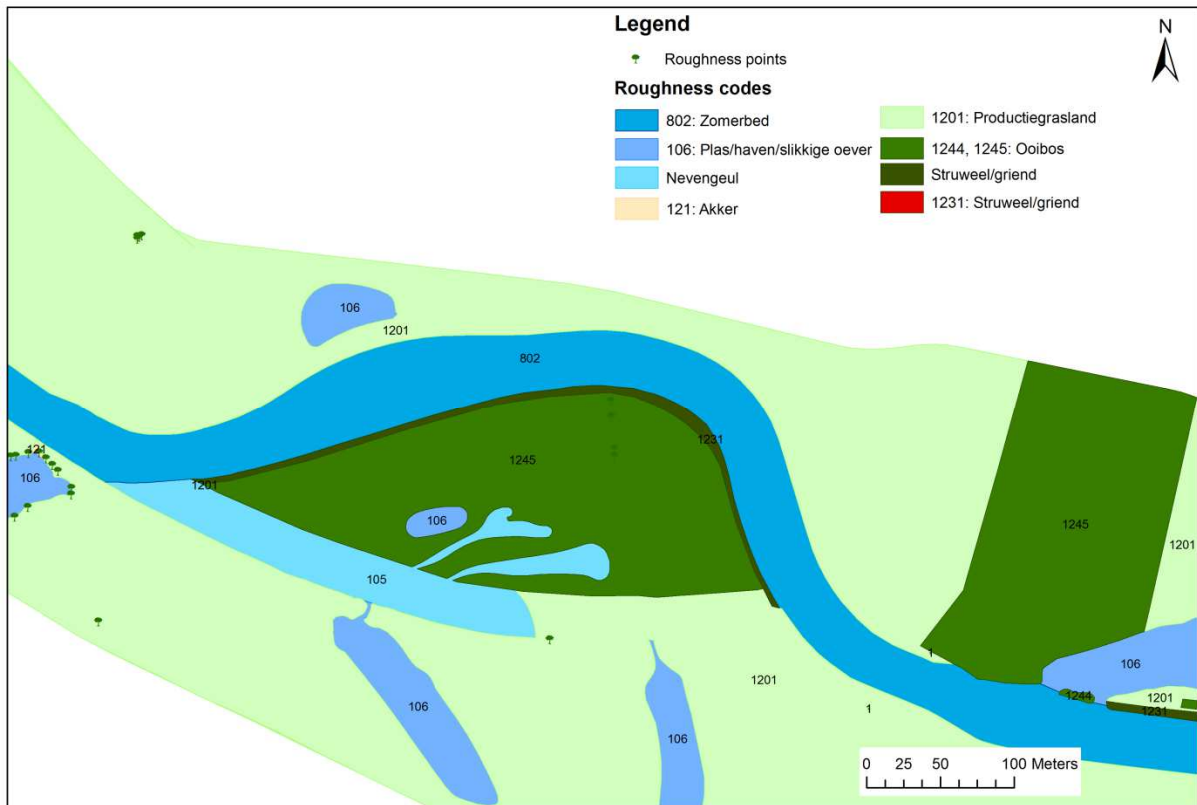 Legend
N
Roughness points
Roughness codes
802: Zomerbed
106: Plas/haven/slikkige oever
Nevengeul
121: Akker
1201: Productiegrasland
1244, 1245: Ooibos
Struweel/griend
1231: Struweel/griend
106
1201
802
1231
121
106
1201
1245
106
105
1245
1201
1
106
1201
1244
1201
1231
106
1
106
0 25 50 100 Meters